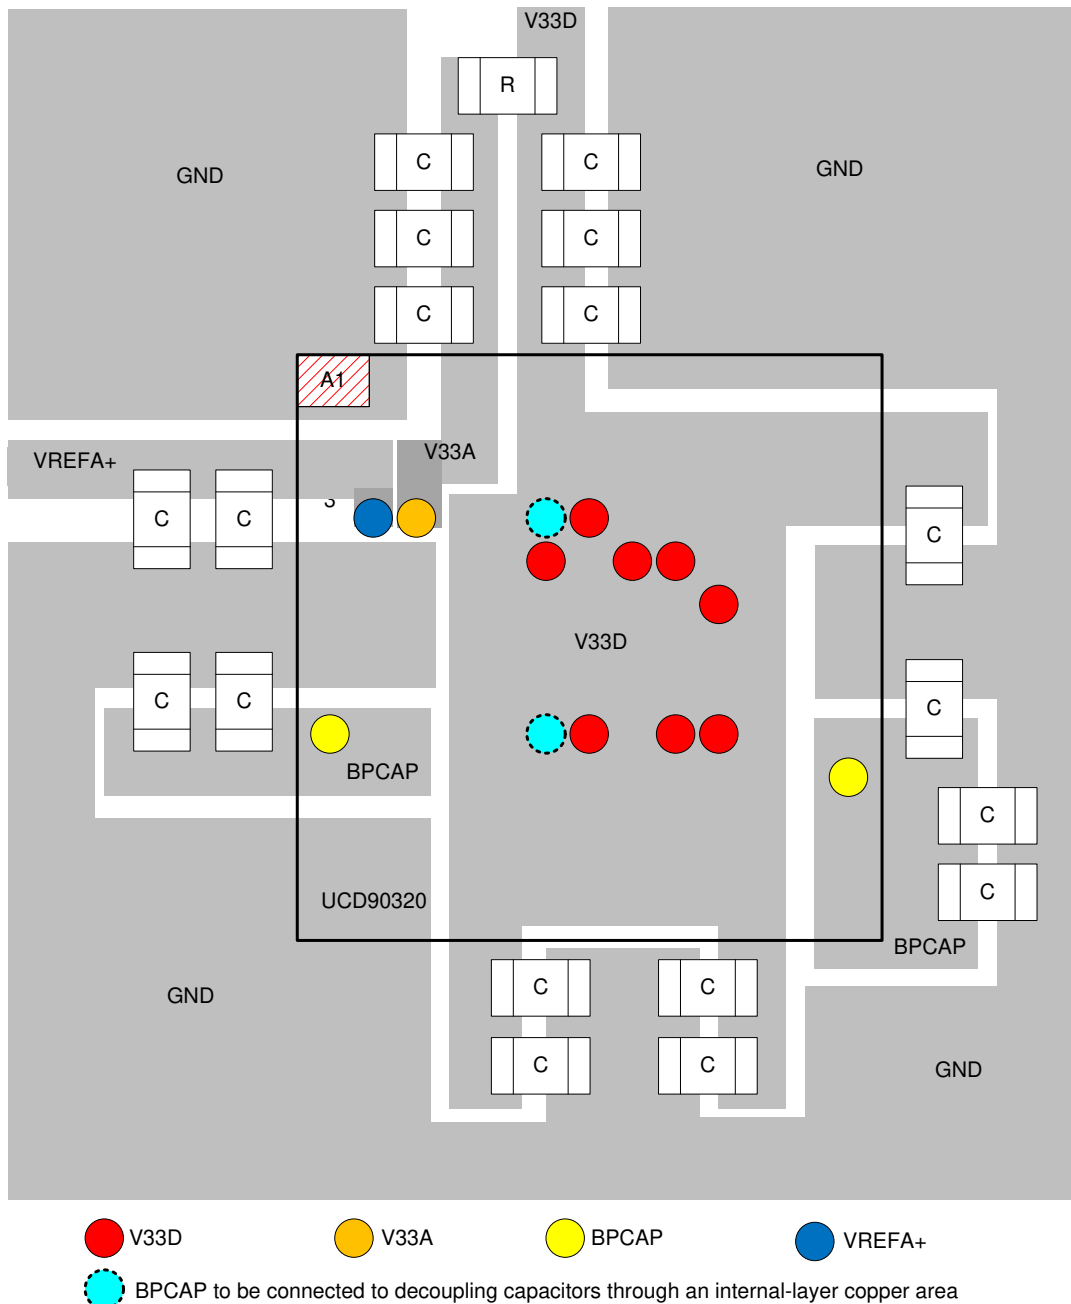 V33D
R
C C
GND GND
C C
C C
A1
V33A
VREFA+
C C
C
V33D
C C
C
BPCAP
C
C
UCD90320
BPCAP
C C
GND
C C
GND
V33D V33A BPCAP VREFA+
BPCAP to be connected to decoupling capacitors through an internal-layer copper area